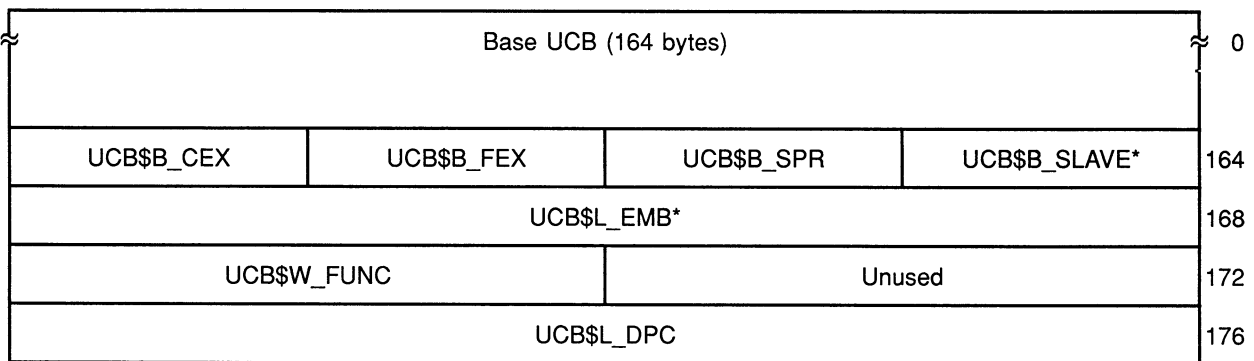 Base UCB (164 bytes) 0
UCB$B_CEX UCB$B_FEX UCB$B_SPR UCB$B_SLAVE* 164
UCB$L_EMB* 168
UCB$W_FUNC Unused 172
UCB$L_DPC 176